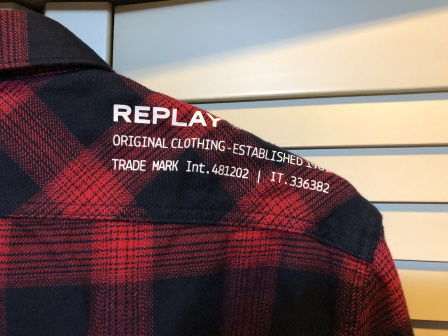 REPLAY
ORIGINAL CLOTHING - ESTABLISHED
TRADE MARK Int.481202 | IT.336382